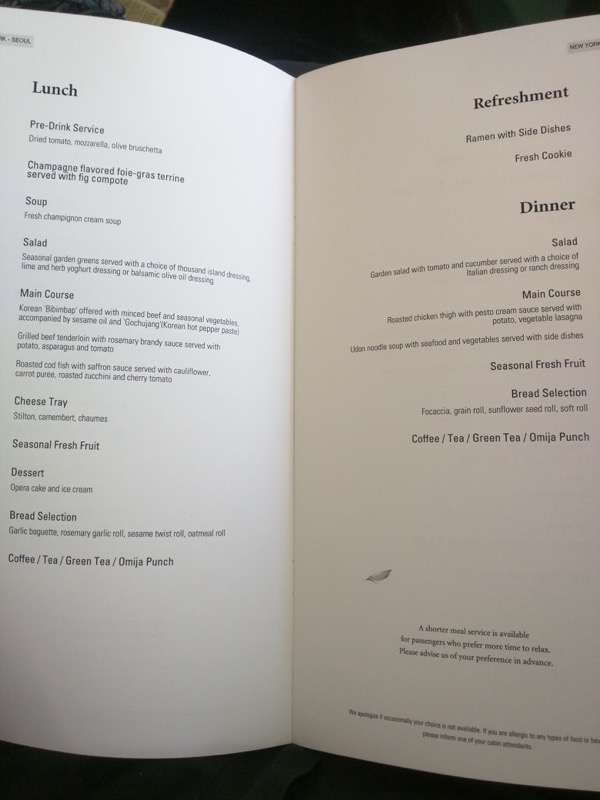 RK - SEOUL
Lunch
Pre-Drink Service
Dried tomato, mozzarella, olive bruschetta
Champagne flavored foie-gras terrine
served with fig compote
Soup
Fresh champignon cream soup
Salad
Seasonal garden greens served with a choice of thousand island dressing,
lime and herb yoghurt dressing or balsamic olive oil dressing
Main Course
Korean 'Bibimbap' offered with minced beef and seasonal vegetables,
accompanied by sesame oil and 'Gochujang'(Korean hot pepper paste)
Grilled beef tenderloin with rosemary brandy sauce served with
potato, asparagus and tomato
Roasted cod fish with saffron sauce served with cauliflower,
carrot puree, roasted zucchini and cherry tomato
Cheese Tray
Stilton, camembert, chaumes
Seasonal Fresh Fruit
Dessert
Opera cake and ice cream
Bread Selection
Garlic baguette, rosemary garlic roll, sesame twist roll, oatmeal roll
Coffee / Tea / Green Tea / Omija Punch
NEW YORK
Refreshment
Ramen with Side Dishes
Fresh Cookie
Dinner
Salad
Garden salad with tomato and cucumber served with a choice of
Italian dressing or ranch dressing
Main Course
Roasted chicken thigh with pesto cream sauce served with
potato, vegetable lasagna
Udon noodle soup with seafood and vegetables served with side dishes
Seasonal Fresh Fruit
Bread Selection
Focaccia, grain roll, sunflower seed roll, soft roll
Coffee / Tea / Green Tea / Omija Punch
A shorter meal service is available
for passengers who prefer more time to relax.
Please advise us of your preference in advance.
We apologize if occasionally your choice is not available. If you are allergic to any types of food or be
please inform one of your cabin attendants.